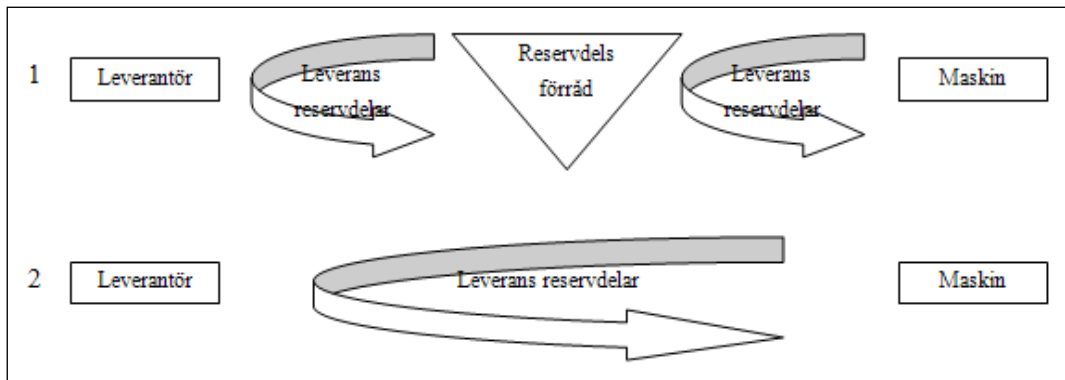 1
Leverantör
Leverans
reservdelar
Reservdels
förråd
Leverans
reservdelar
Maskin
2
Leverantör
Leverans reservdelar
Maskin